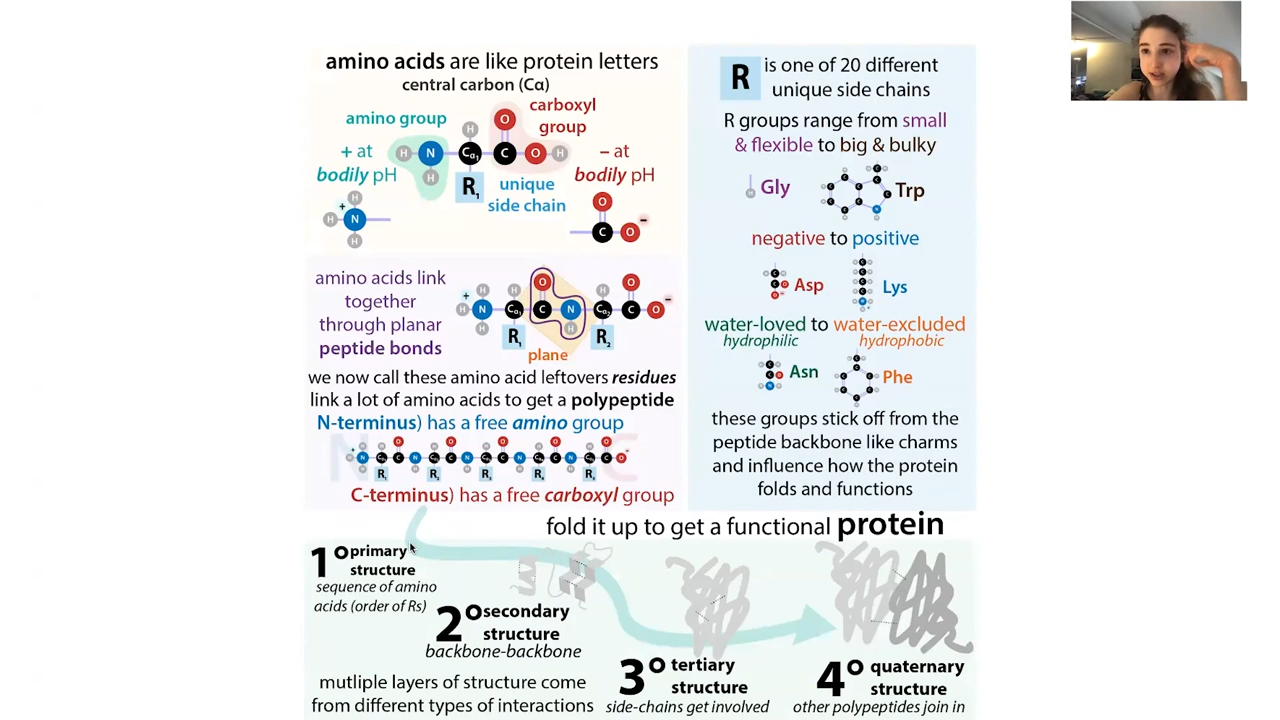 amino acids are like protein letters
central carbon (Cα)
carboxyl
group
amino group
H
O
H N Cα1 C O H
H
+ at
bodily pH
R1
unique
side chain
– at
bodily pH
H
+
H N
H
O
C O –
amino acids link
together
through planar
peptide bonds
H O H O
+ –
H N Cα1 C N Cα2 C O
H H
R1 R2
plane
we now call these amino acid leftovers residues
link a lot of amino acids to get a polypeptide
N-terminus) has a free amino group
N C
C-terminus) has a free carboxyl group
R
is one of 20 different
unique side chains
R groups range from small
& flexible to big & bulky
Gly
Trp
negative to positive
Asp
Lys
water-loved to water-excluded
hydrophilic hydrophobic
Asn
Phe
these groups stick off from the
peptide backbone like charms
and influence how the protein
folds and functions
fold it up to get a functional protein
1° primary
structure
sequence of amino
acids (order of Rs)
2° secondary
structure
backbone-backbone
3° tertiary
structure
side-chains get involved
4° quaternary
structure
other polypeptides join in
mutliple layers of structure come
from different types of interactions